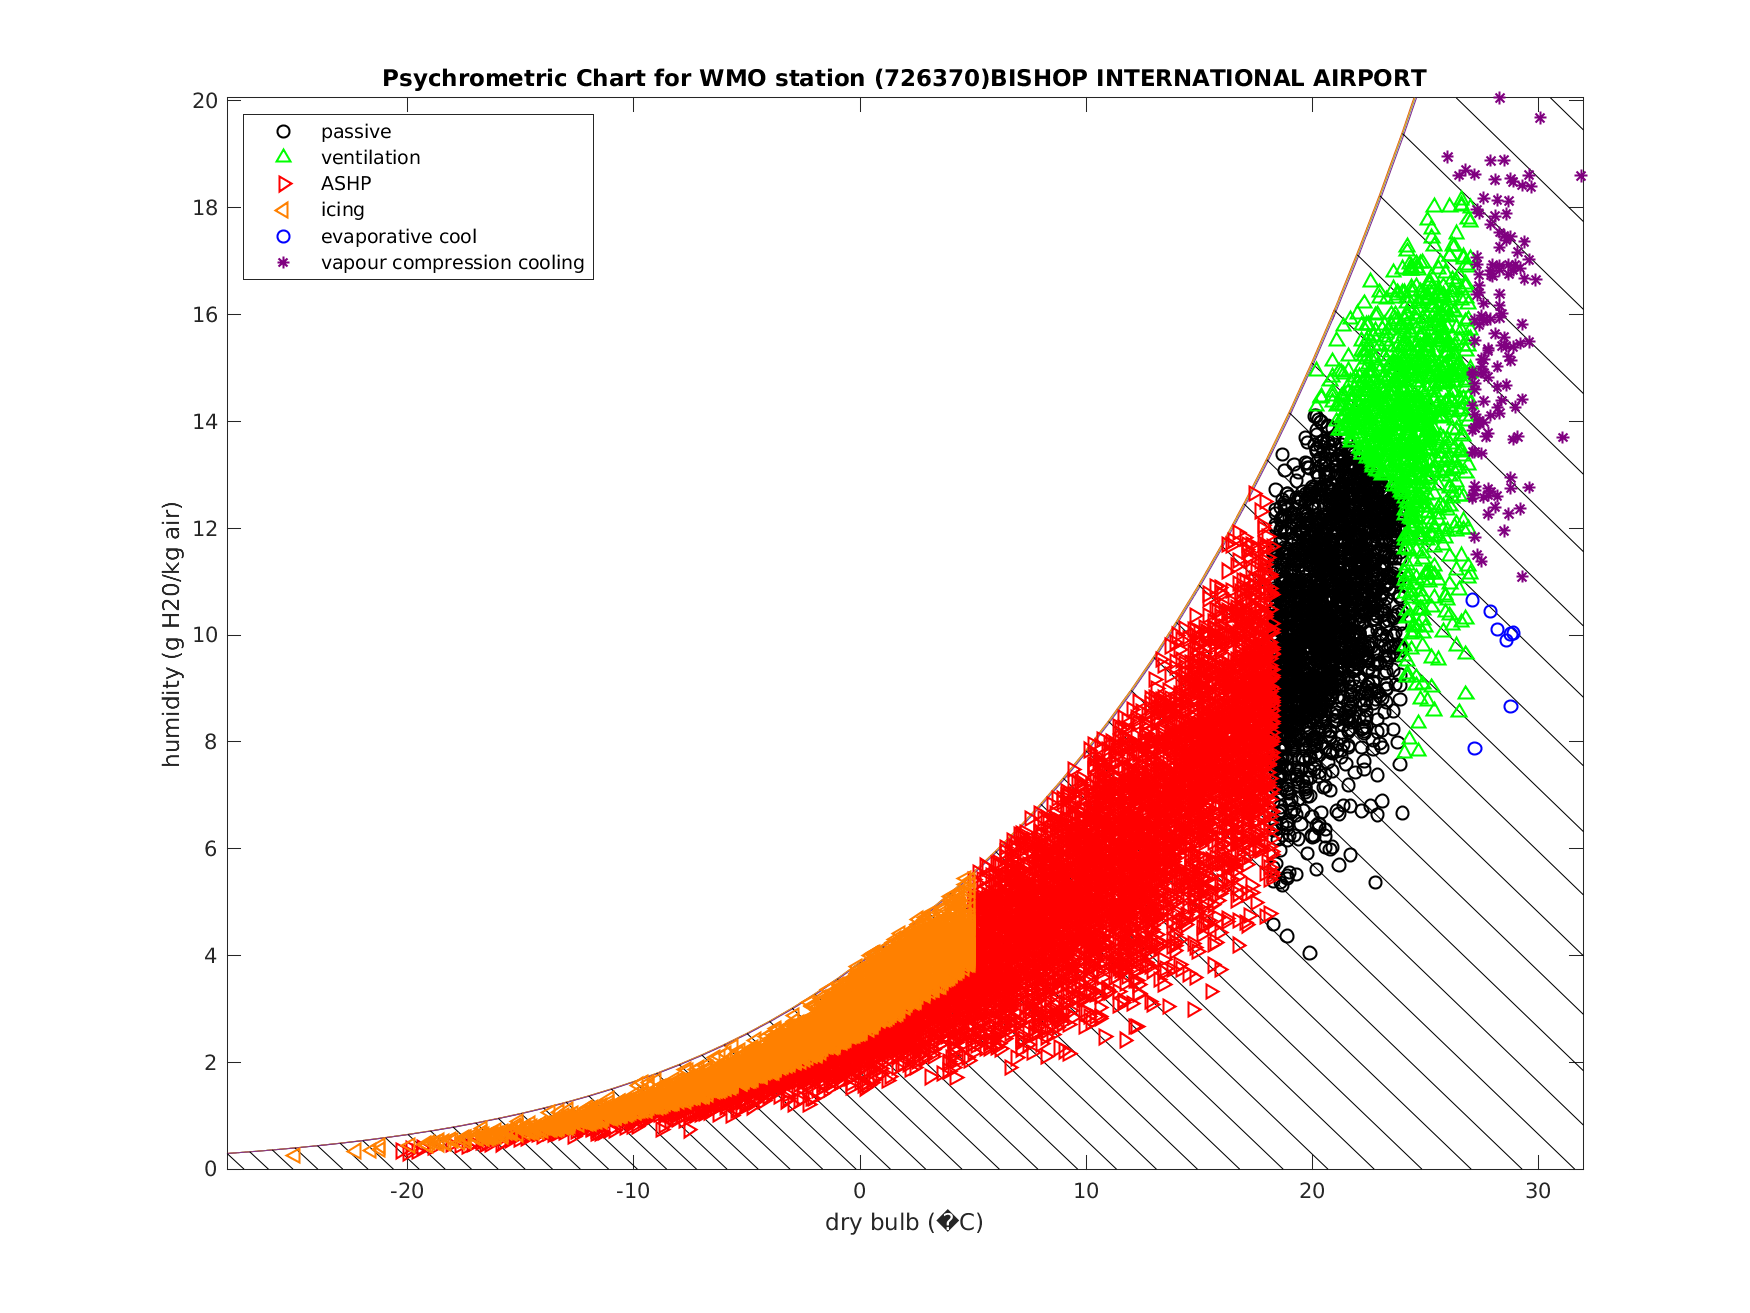 Psychrometric Chart for WMO station (726370)BISHOP INTERNATIONAL AIRPORT
passive
ventilation
ASHP
icing
evaporative cool
vapour compression cooling
humidity (g H20/kg air)
20
18
16
14
12
10
8
6
4
2
0
-20 -10 0 10 20 30
dry bulb (�C)